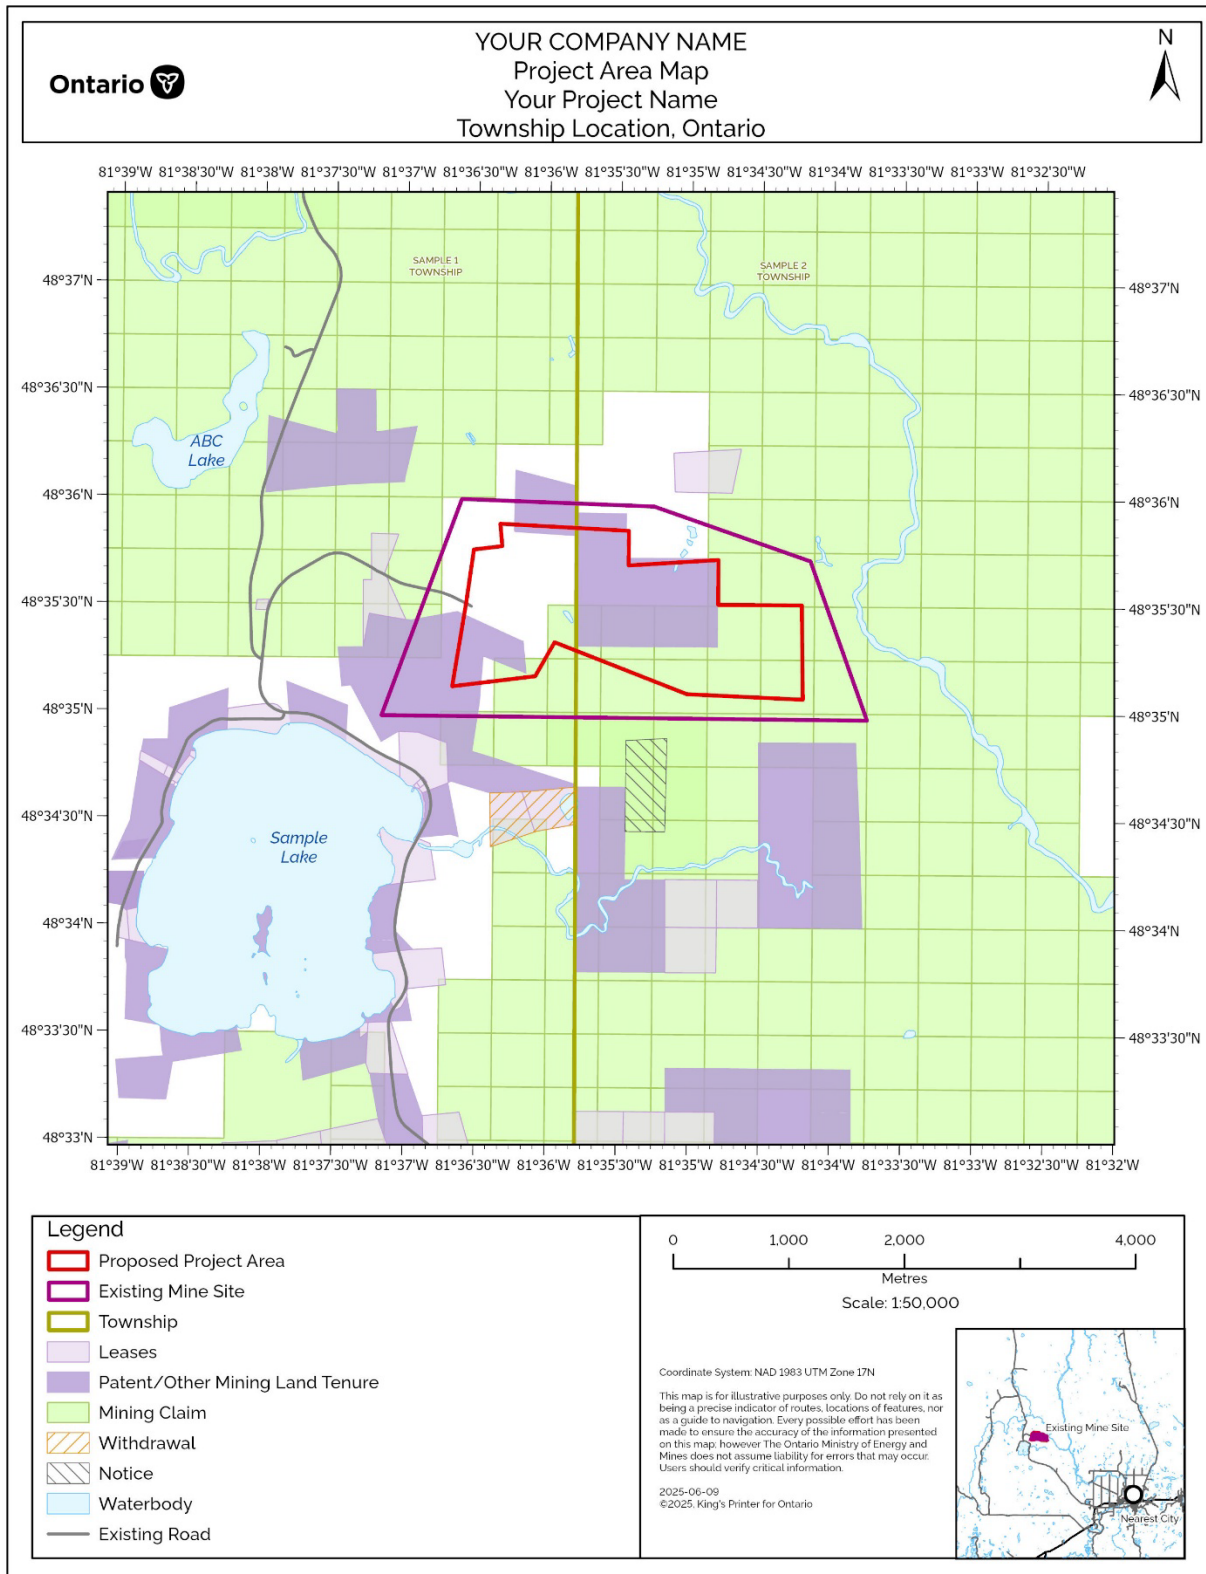 YOUR COMPANY NAME
Project Area Map
Your Project Name
Township Location, Ontario
Ontario
N
81°39'W 81°38'30"W 81°38'W 81°37'30"W 81°37'W 81°36'30"W 81°36'W 81°35'30"W 81°35'W 81°34'30"W 81°34'W 81°33'30"W 81°33'W 81°32'30"W
SAMPLE 1
TOWNSHIP
SAMPLE 2
TOWNSHIP
48°37'N
48°37'N
48°36'30"N
48°36'30"N
ABC
Lake
48°36'N
48°36'N
48°35'30"N
48°35'30"N
48°35'N
48°35'N
48°34'30"N
48°34'30"N
Sample
Lake
48°34'N
48°34'N
48°33'30"N
48°33'30"N
48°33'N
81°39'W 81°38'30"W 81°38'W 81°37'30"W 81°37'W 81°36'30"W 81°36'W 81°35'30"W 81°35'W 81°34'30"W 81°34'W 81°33'30"W 81°33'W 81°32'30"W 81°32'W
Legend
Proposed Project Area
Existing Mine Site
Township
Leases
Patent/Other Mining Land Tenure
Mining Claim
Withdrawal
Notice
Waterbody
Existing Road
0 1,000 2,000 4,000
Metres
Scale: 1:50,000
Coordinate System: NAD 1983 UTM Zone 17N
This map is for illustrative purposes only. Do not rely on it as
being a precise indicator of routes, locations of features, nor
as a guide to navigation. Every possible effort has been
made to ensure the accuracy of the information presented
on this map; however The Ontario Ministry of Energy and
Mines does not assume liability for errors that may occur.
Users should verify critical information.
2025-06-09
©2025, King's Printer for Ontario
Existing Mine Site
Nearest City